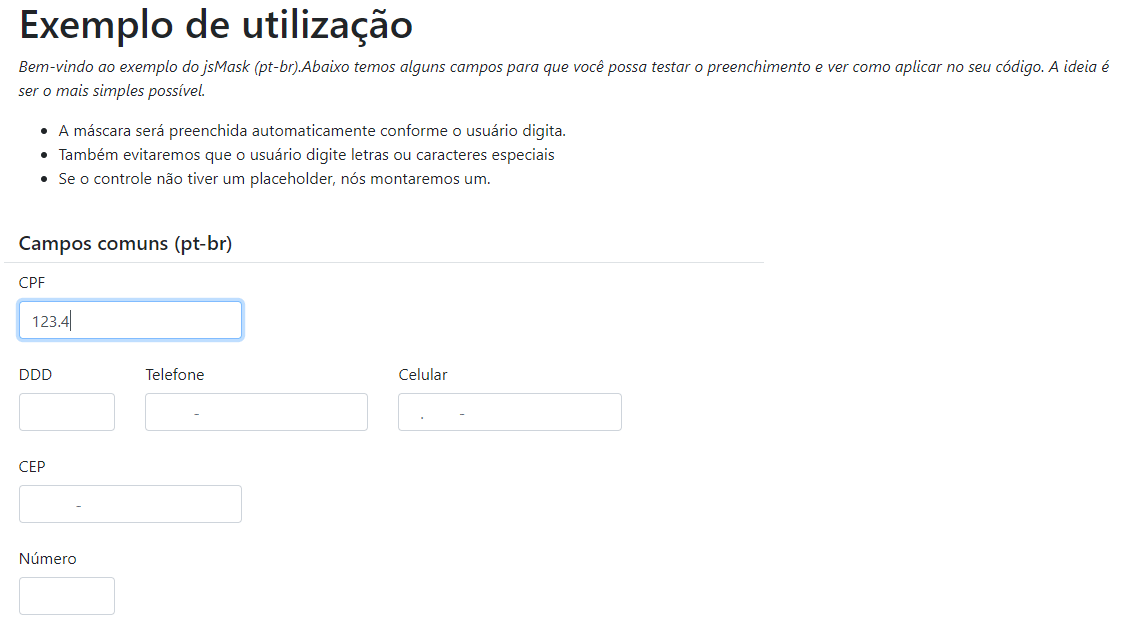 Exemplo de utilização
Bem-vindo ao exemplo do jsMask (pt-br).Abaixo temos alguns campos para que você possa testar o preenchimento e ver como aplicar no seu código. A ideia é
ser o mais simples possível.
• A máscara será preenchida automaticamente conforme o usuário digita.
• Também evitaremos que o usuário digite letras ou caracteres especiais
• Se o controle não tiver um placeholder, nós montaremos um.
Campos comuns (pt-br)
CPF
123.4
DDD Telefone Celular
- . -
CEP
-
Número